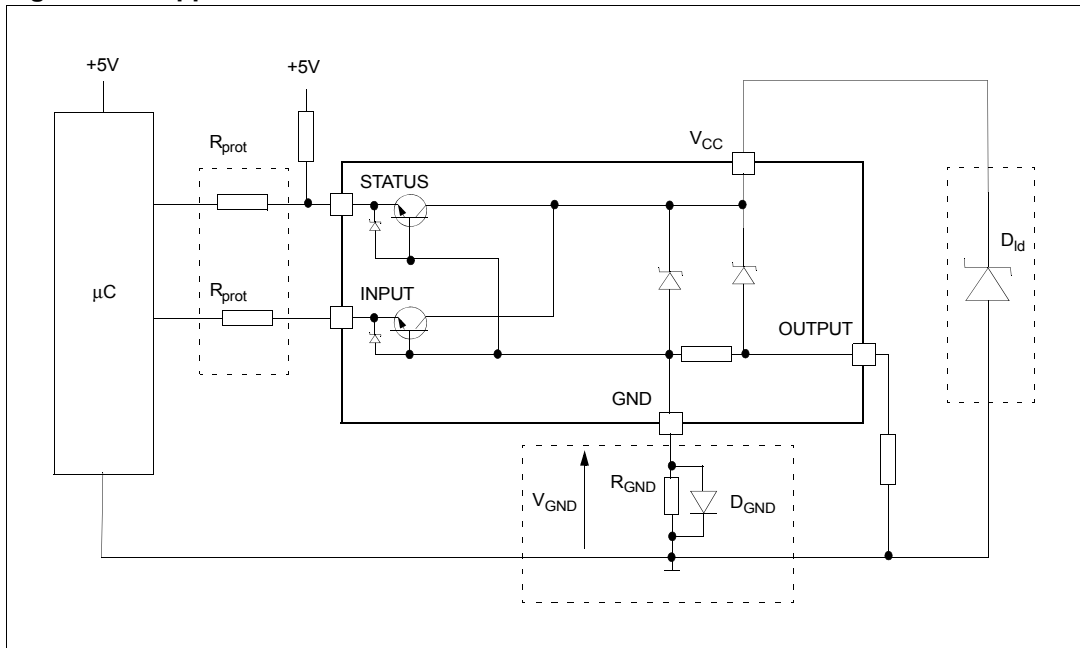 +5V
+5V
R_prot
V_CC
STATUS
D_ld
μC
R_prot
INPUT
OUTPUT
GND
R_GND
V_GND
D_GND